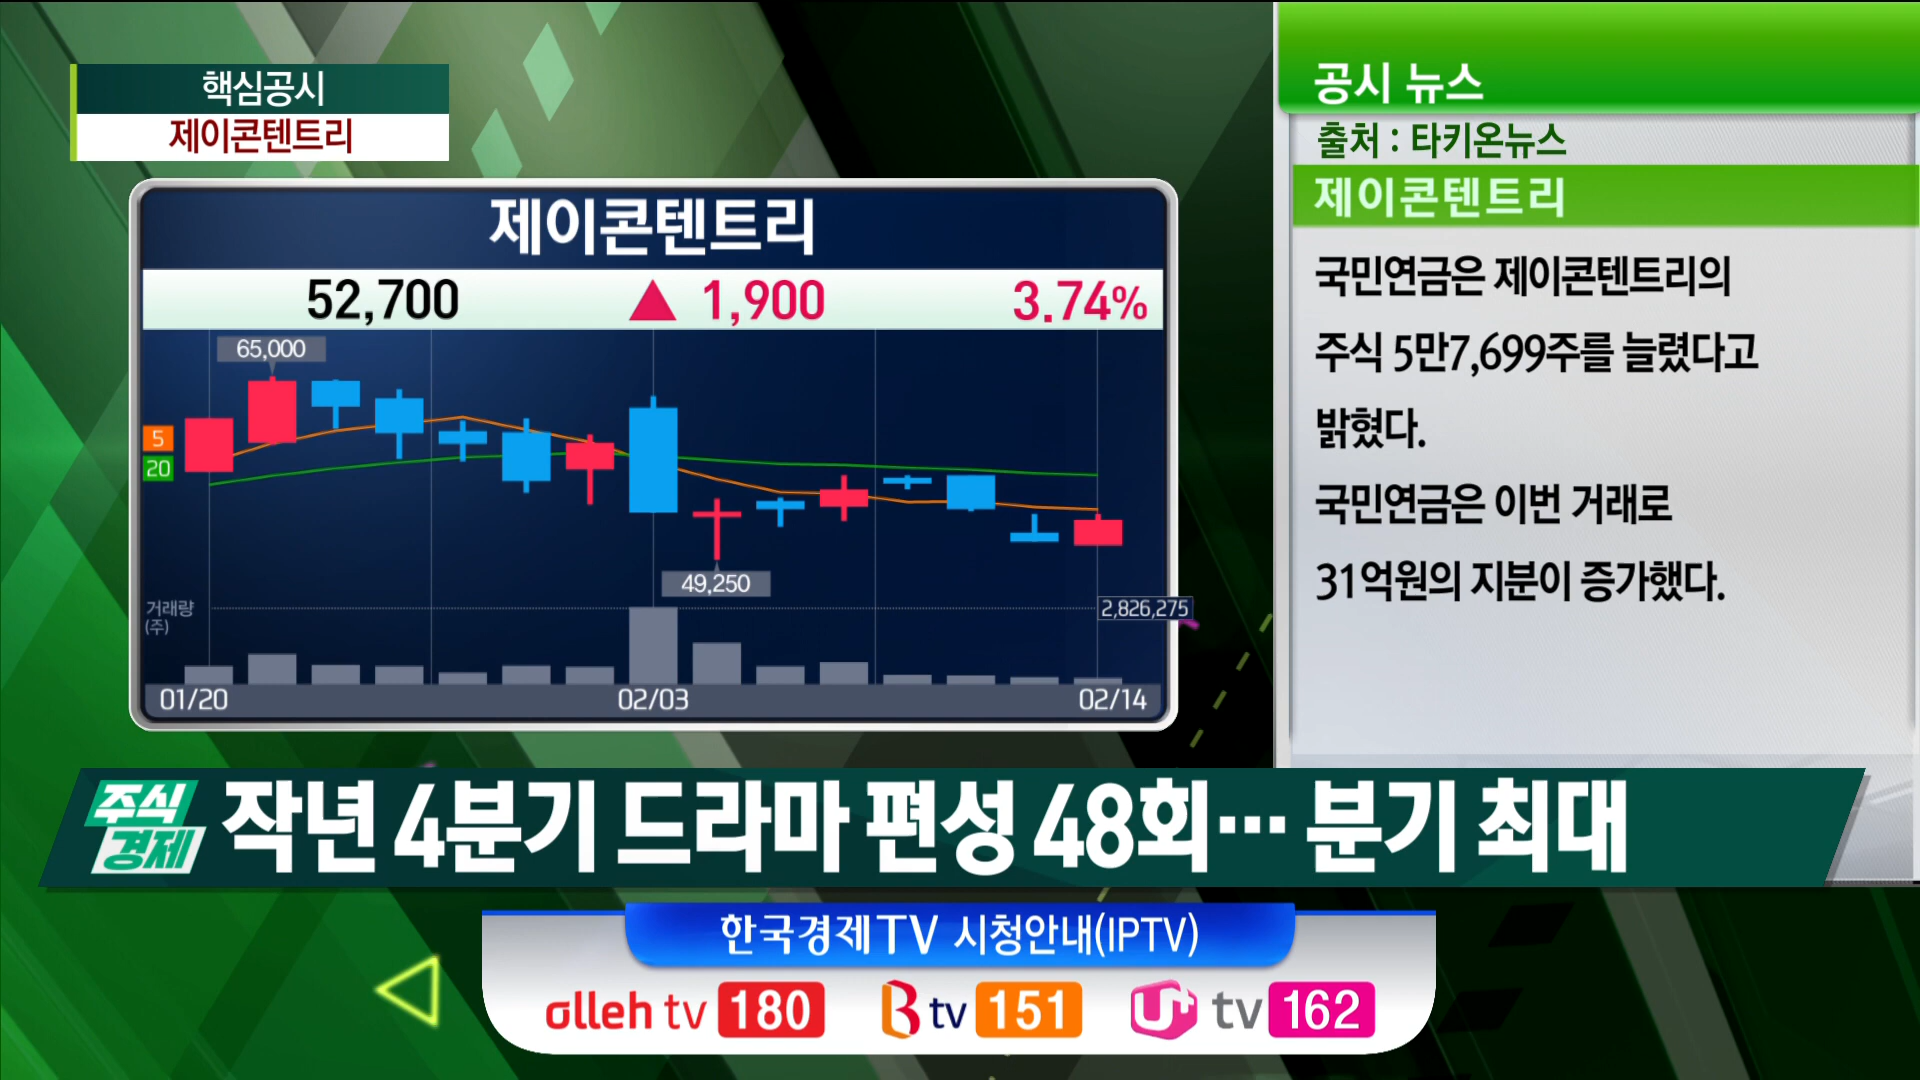 핵심공시
제이콘텐트리
제이콘텐트리
52,700 ▲ 1,900 3.74%
65,000
5
20
49,250
거래량
(주)
2,826,275
01/20 02/03 02/14
공시 뉴스
출처 : 타키온뉴스
제이콘텐트리
국민연금은 제이콘텐트리의
주식 5만7,699주를 늘렸다고
밝혔다.
국민연금은 이번 거래로
31억원의 지분이 증가했다.
주식
경제
작년 4분기 드라마 편성 48회… 분기 최대
한국경제TV 시청안내(IPTV)
olleh tv 180 B tv 151 U+ tv 162